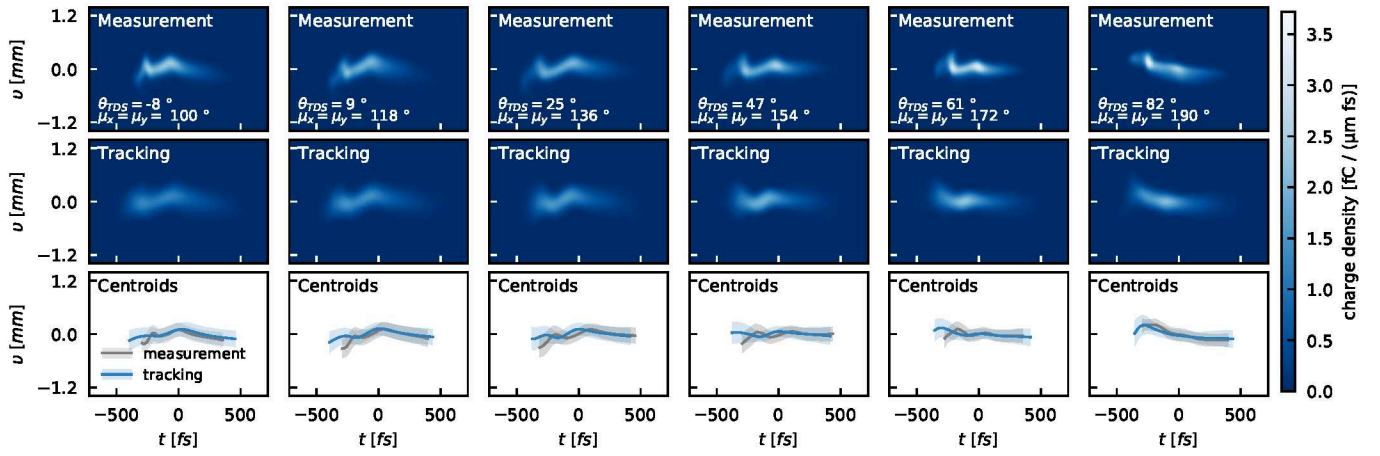 1.2
0.0
−1.2
υ [mm]
Measurement
θTDS = -8 °
μx = μy = 100 °
Measurement
θTDS = 9 °
μx = μy = 118 °
Measurement
θTDS = 25 °
μx = μy = 136 °
Measurement
θTDS = 47 °
μx = μy = 154 °
Measurement
θTDS = 61 °
μx = μy = 172 °
Measurement
θTDS = 82 °
μx = μy = 190 °
1.2
0.0
−1.2
υ [mm]
Tracking
Tracking
Tracking
Tracking
Tracking
Tracking
1.2
0.0
−1.2
υ [mm]
Centroids
measurement
tracking
Centroids
Centroids
Centroids
Centroids
Centroids
−500 0 500
−500 0 500
−500 0 500
−500 0 500
−500 0 500
−500 0 500
t [fs]
t [fs]
t [fs]
t [fs]
t [fs]
t [fs]
3.5
3.0
2.5
2.0
1.5
1.0
0.5
0.0
charge density [fC / (μm fs)]